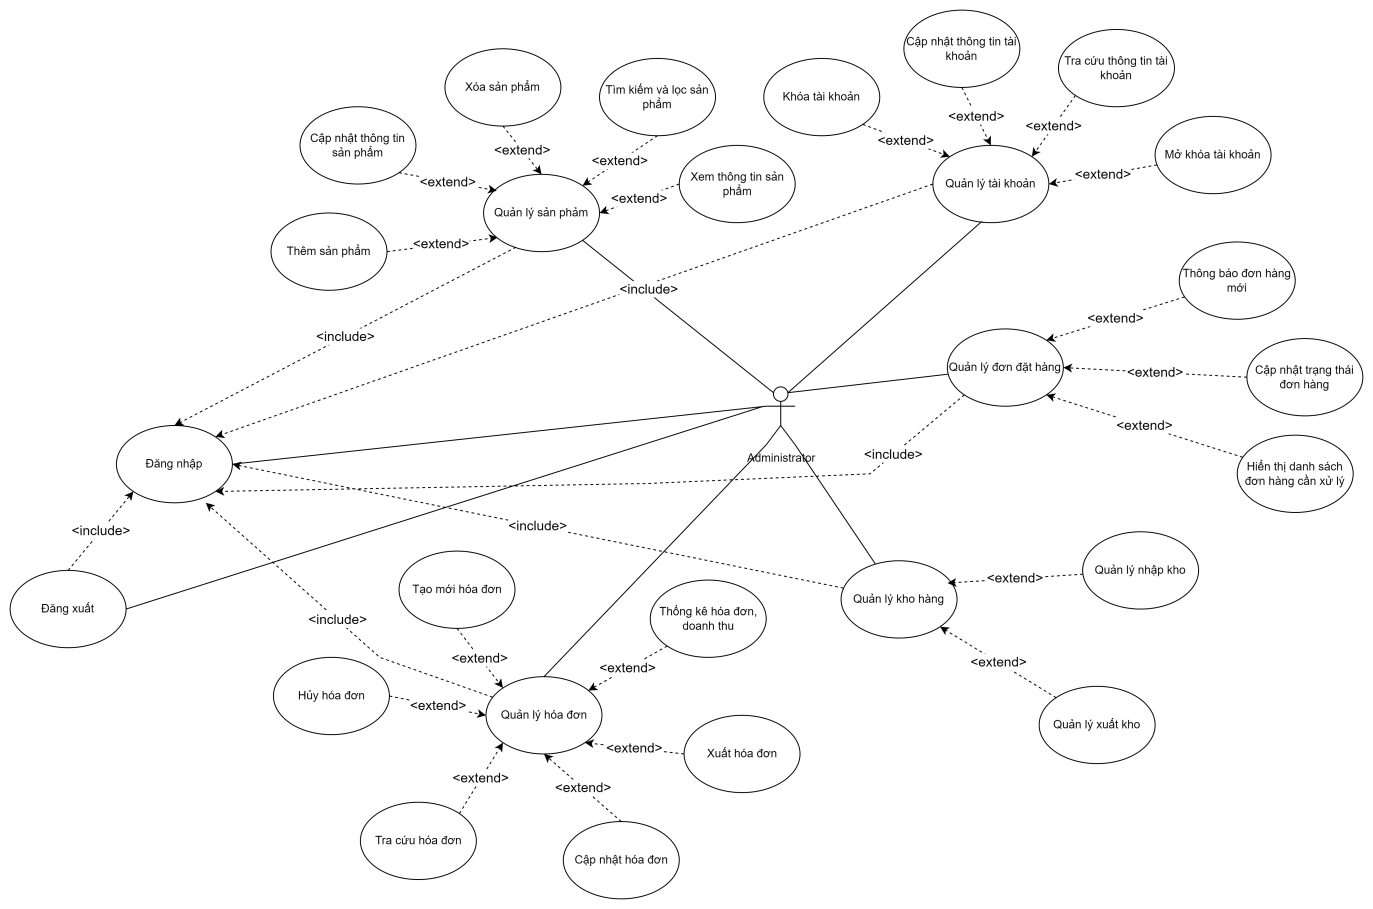 Cập nhật thông tin tài
khoản
Tra cứu thông tin tài
khoản
Xóa sản phẩm
Tìm kiếm và lọc sản
phẩm
Khóa tài khoản
<extend>
<extend>
Cập nhật thông tin
sản phẩm
<extend>
<extend>
<extend>
Mở khóa tài khoản
<extend>
Xem thông tin sản
phẩm
<extend>
Quản lý tài khoản
<extend>
Quản lý sản phảm
Thêm sản phẩm
<extend>
Thông báo đơn hàng
mới
<include>
<extend>
<include>
Quản lý đơn đặt hàng
<extend>
Cập nhật trạng thái
đơn hàng
<extend>
Administrator
<include>
Đăng nhập
Hiển thị danh sách
đơn hàng cần xử lý
<include>
<include>
Quản lý nhập kho
<extend>
Tạo mới hóa đơn
Quản lý kho hàng
Đăng xuất
<include>
Thống kê hóa đơn,
doanh thu
<extend>
<extend>
<extend>
Hủy hóa đơn
<extend>
Quản lý hóa đơn
Quản lý xuất kho
<extend>
Xuất hóa đơn
<extend>
<extend>
Tra cứu hóa đơn
Cập nhật hóa đơn